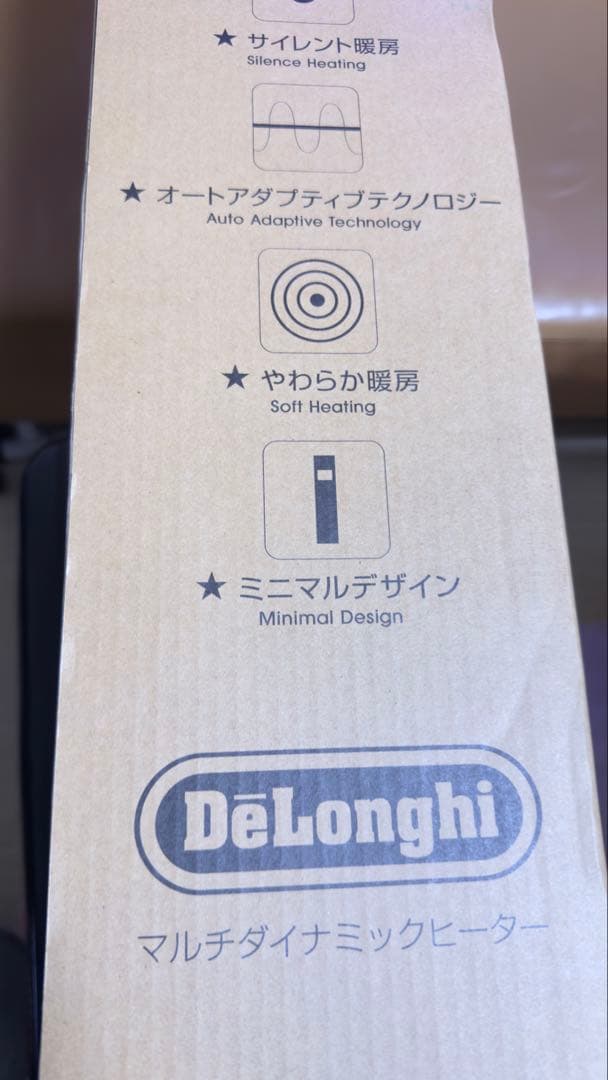 ★ サイレント暖房
Silence Heating
★ オートアダプティブテクノロジー
Auto Adaptive Technology
★ やわらか暖房
Soft Heating
★ ミニマルデザイン
Minimal Design
DēLonghi
マルチダイナミックヒーター